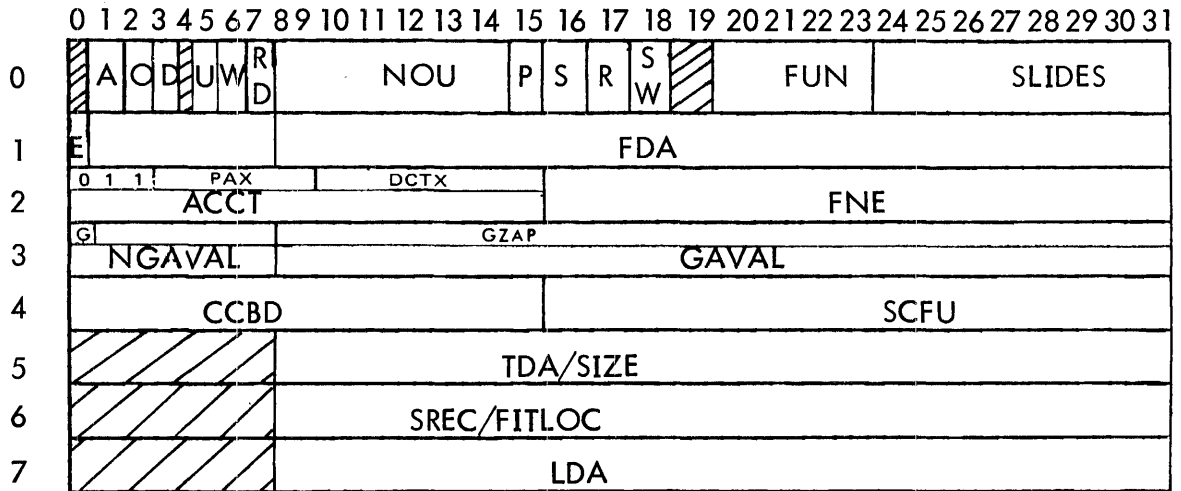 0 1 2 3 4 5 6 7 8 9 10 11 12 13 14 15 16 17 18 19 20 21 22 23 24 25 26 27 28 29 30 31
0 A O D U W R D NOU P S R S W FUN SLIDES
1 E FDA
0 1 1 PAX DCTX
2 ACCT FNE
G GZAP
3 NGAVAL GAVAL
4 CCBD SCFU
5 TDA/SIZE
6 SREC/FITLOC
7 LDA